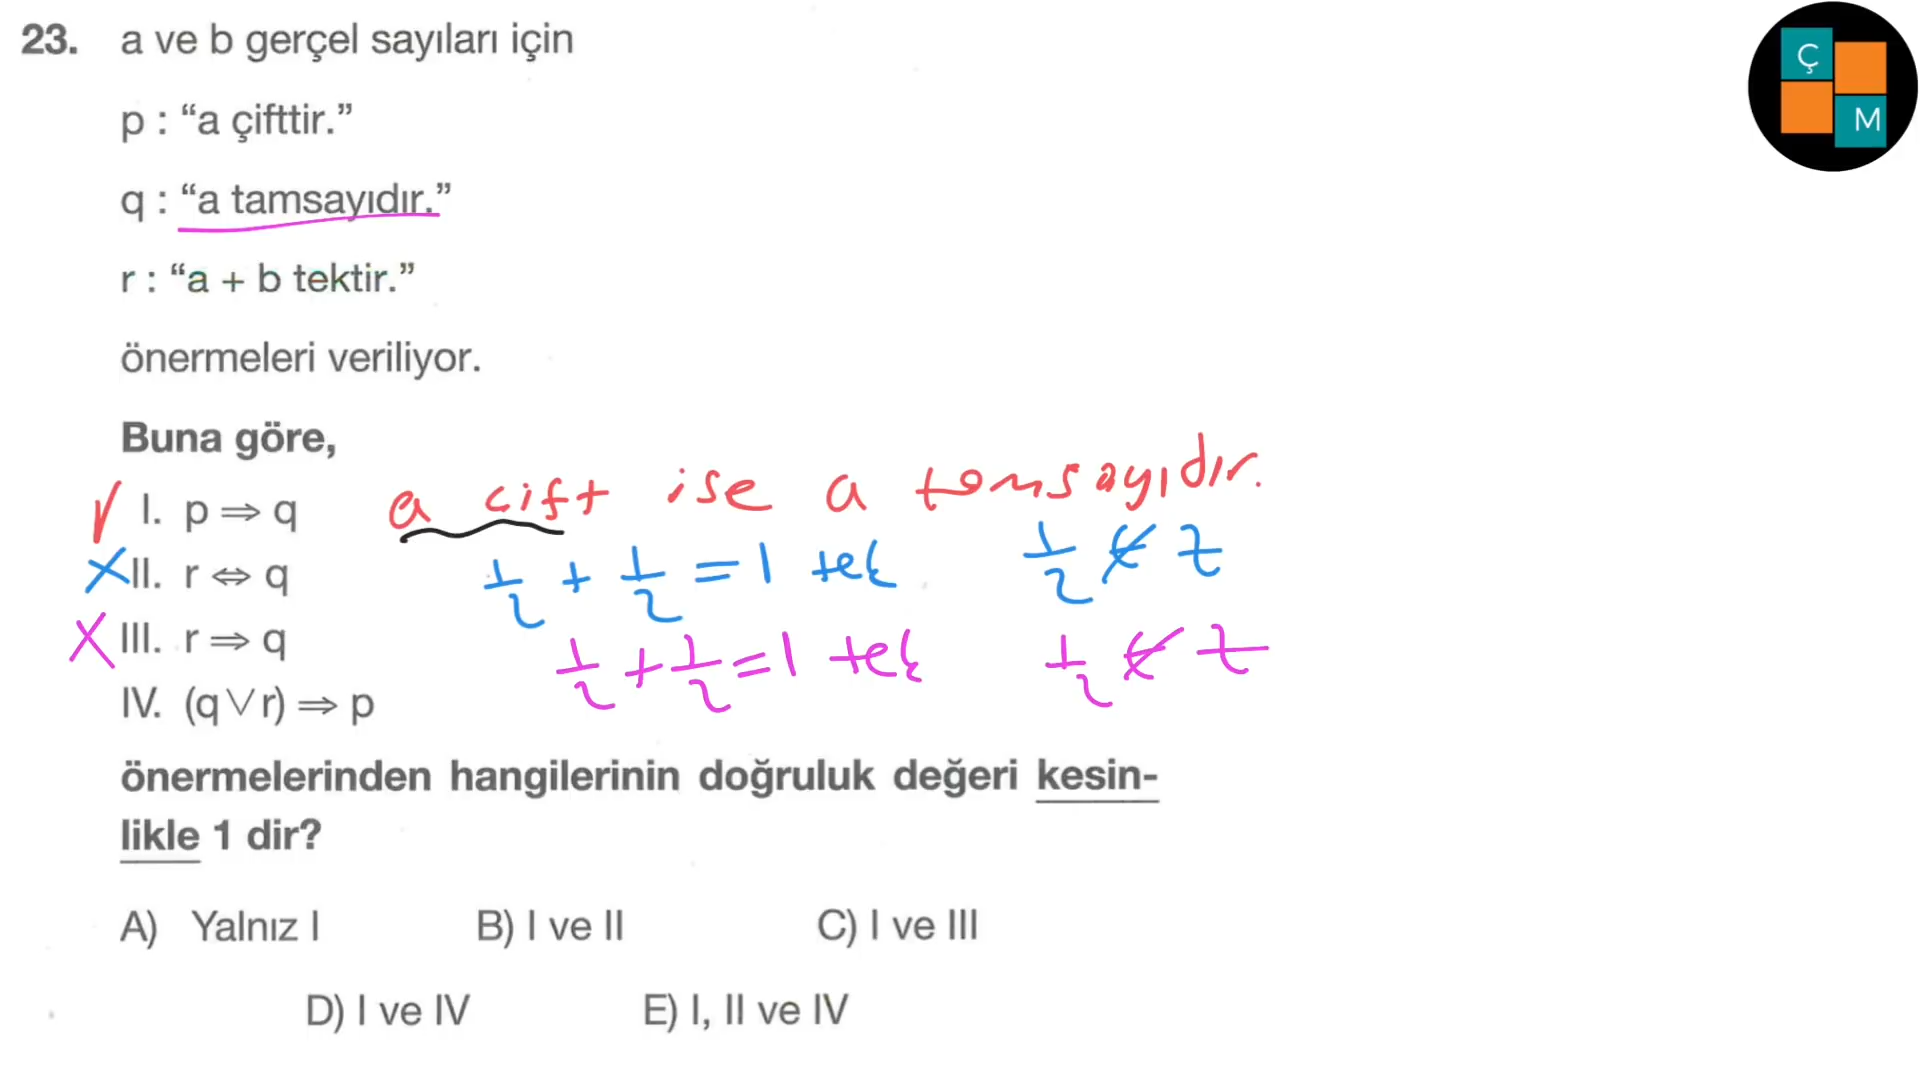 23. a ve b gerçel sayıları için
p : “a çifttir.”
q : “a tamsayıdır.”
r : “a + b tektir.”
önermeleri veriliyor.
Buna göre,
I. p ⇒ q a çift ise a tamsayıdır.
II. r ⇔ q 1/2 + 1/2 = 1 tek 1/2 ∉ Z
III. r ⇒ q 1/2 + 1/2 = 1 tek 1/2 ∉ Z
IV. (q ∨ r) ⇒ p
önermelerinden hangilerinin doğruluk değeri kesin-
likle 1 dir?
A) Yalnız I B) I ve II C) I ve III
D) I ve IV E) I, II ve IV
Ç
M